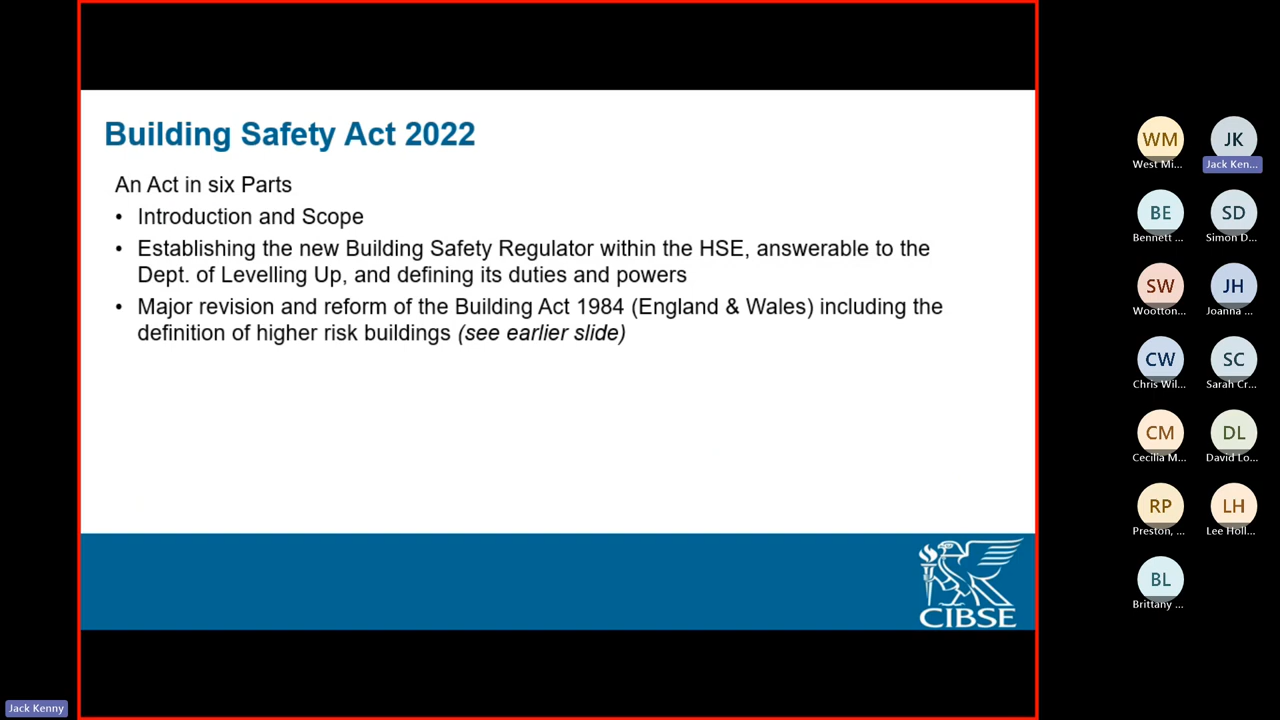 Building Safety Act 2022
An Act in six Parts
• Introduction and Scope
• Establishing the new Building Safety Regulator within the HSE, answerable to the
Dept. of Levelling Up, and defining its duties and powers
• Major revision and reform of the Building Act 1984 (England & Wales) including the
definition of higher risk buildings (see earlier slide)
CIBSE
Jack Kenny
WM
West Mi...
JK
Jack Ken...
BE
Bennett ...
SD
Simon D...
SW
Wootton...
JH
Joanna ...
CW
Chris Wil...
SC
Sarah Cr...
CM
Cecilia M...
DL
David Lo...
RP
Preston, ...
LH
Lee Holl...
BL
Brittany ...